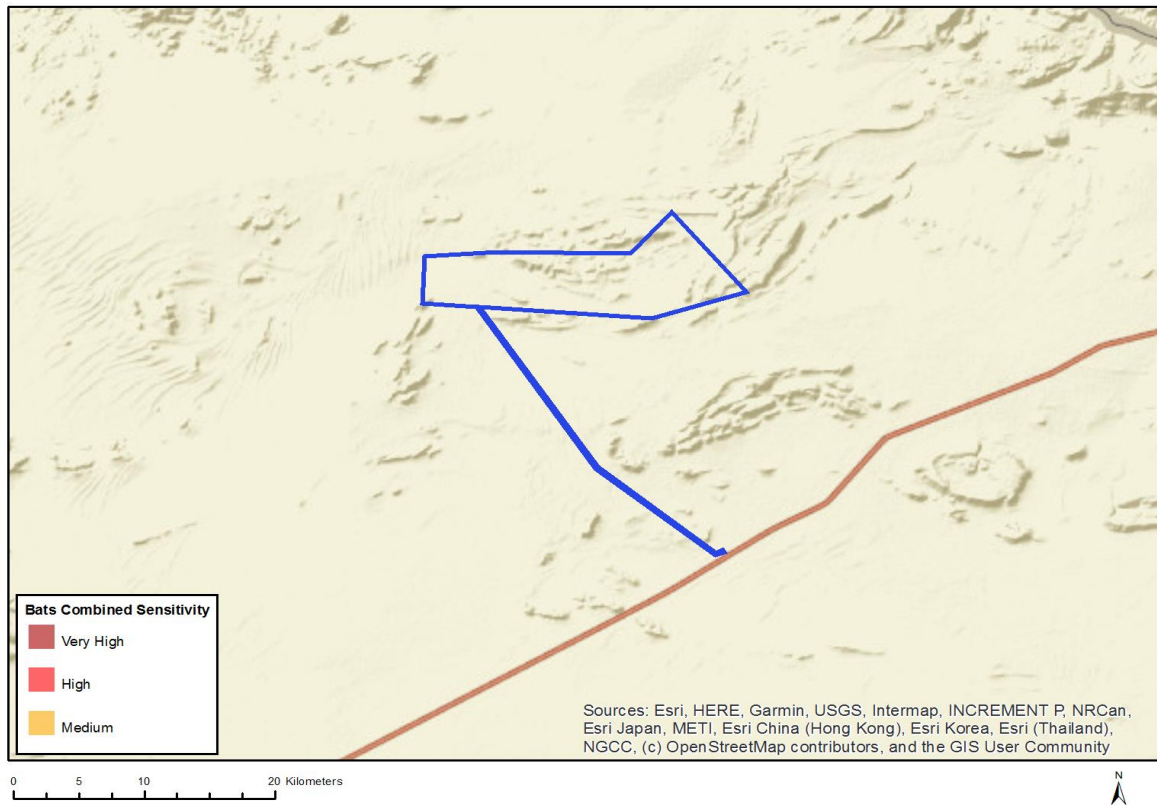 Bats Combined Sensitivity
Very High
High
Medium
Sources: Esri, HERE, Garmin, USGS, Intermap, INCREMENT P, NRCan,
Esri Japan, METI, Esri China (Hong Kong), Esri Korea, Esri (Thailand),
NGCC, (c) OpenStreetMap contributors, and the GIS User Community
0 5 10 20 Kilometers
N